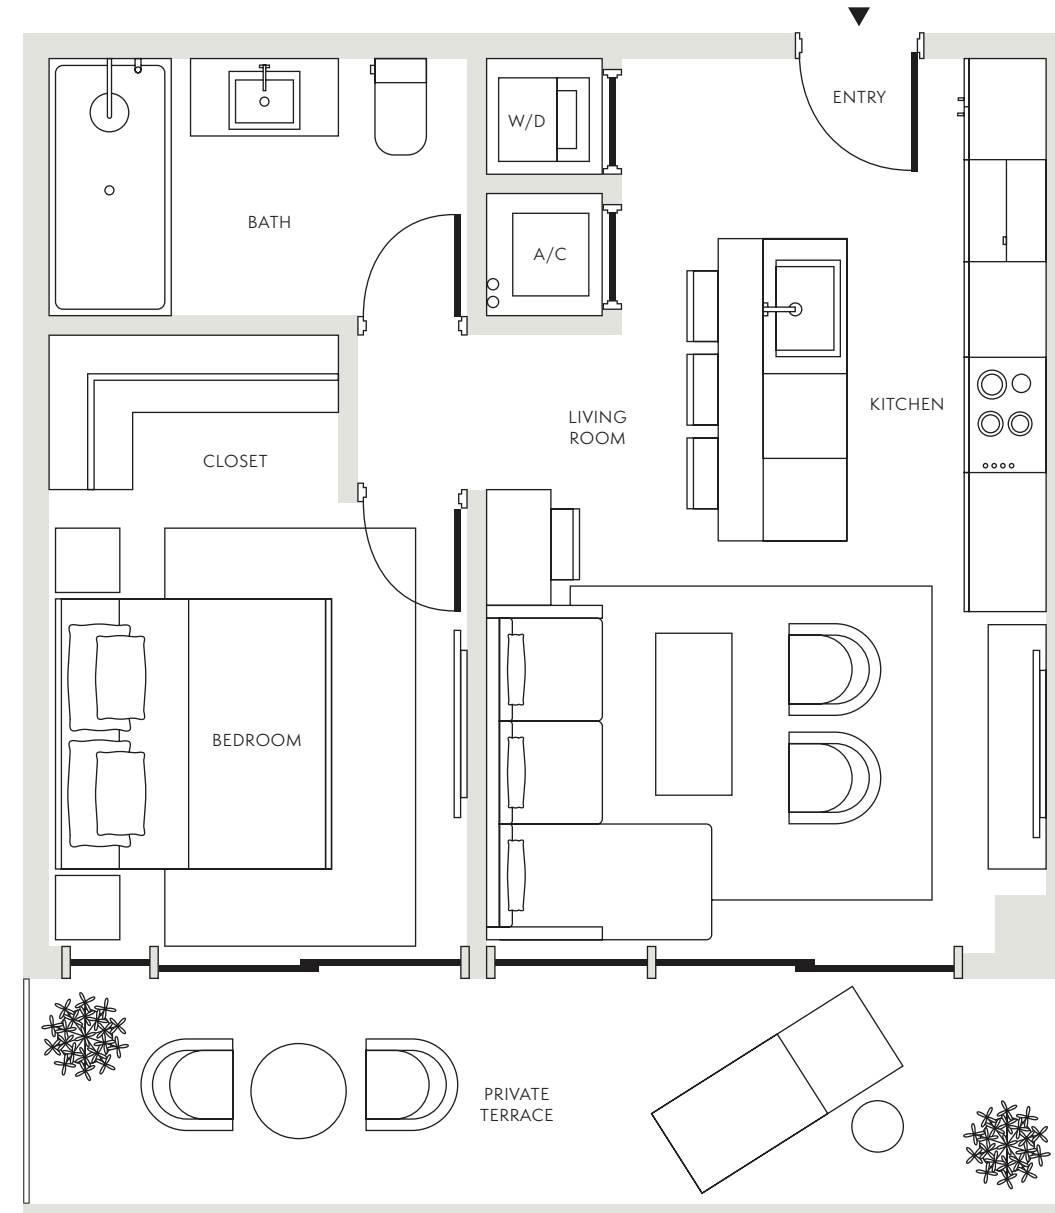 ENTRY
W/D
BATH
A/C
LIVING
ROOM
KITCHEN
CLOSET
BEDROOM
PRIVATE
TERRACE